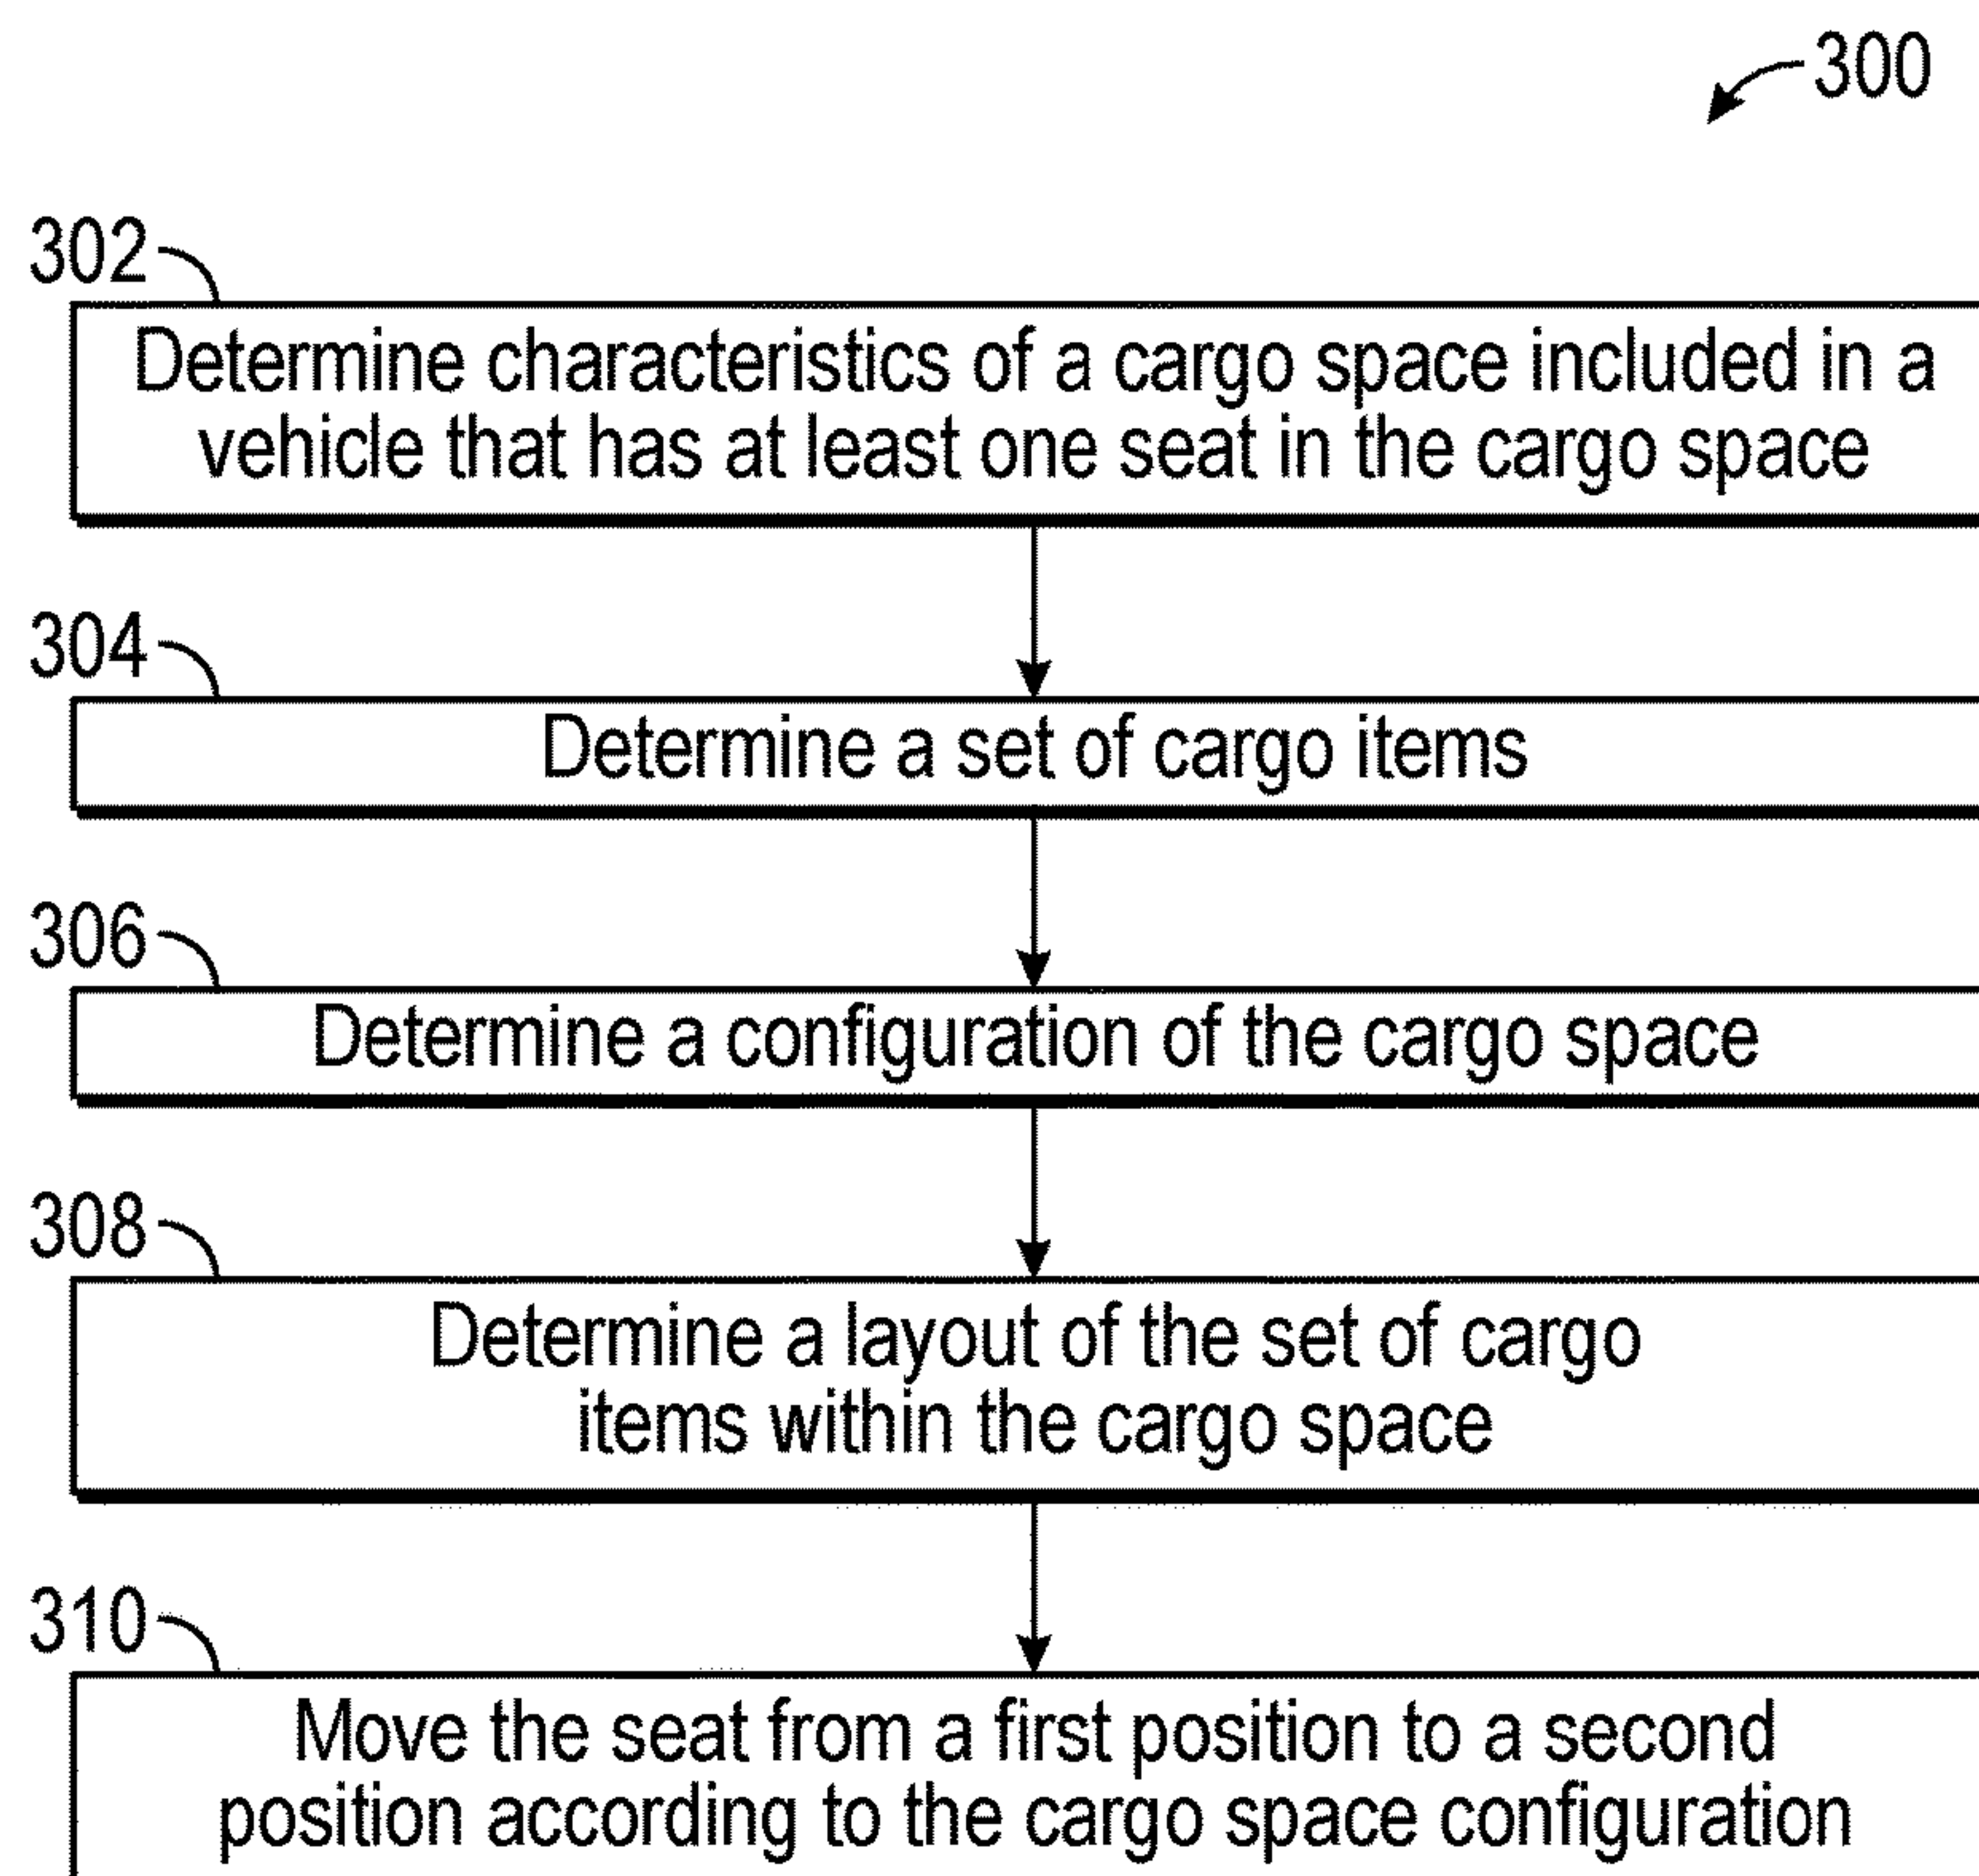 300
302
Determine characteristics of a cargo space included in a
vehicle that has at least one seat in the cargo space
304
Determine a set of cargo items
306
Determine a configuration of the cargo space
308
Determine a layout of the set of cargo
items within the cargo space
310
Move the seat from a first position to a second
position according to the cargo space configuration